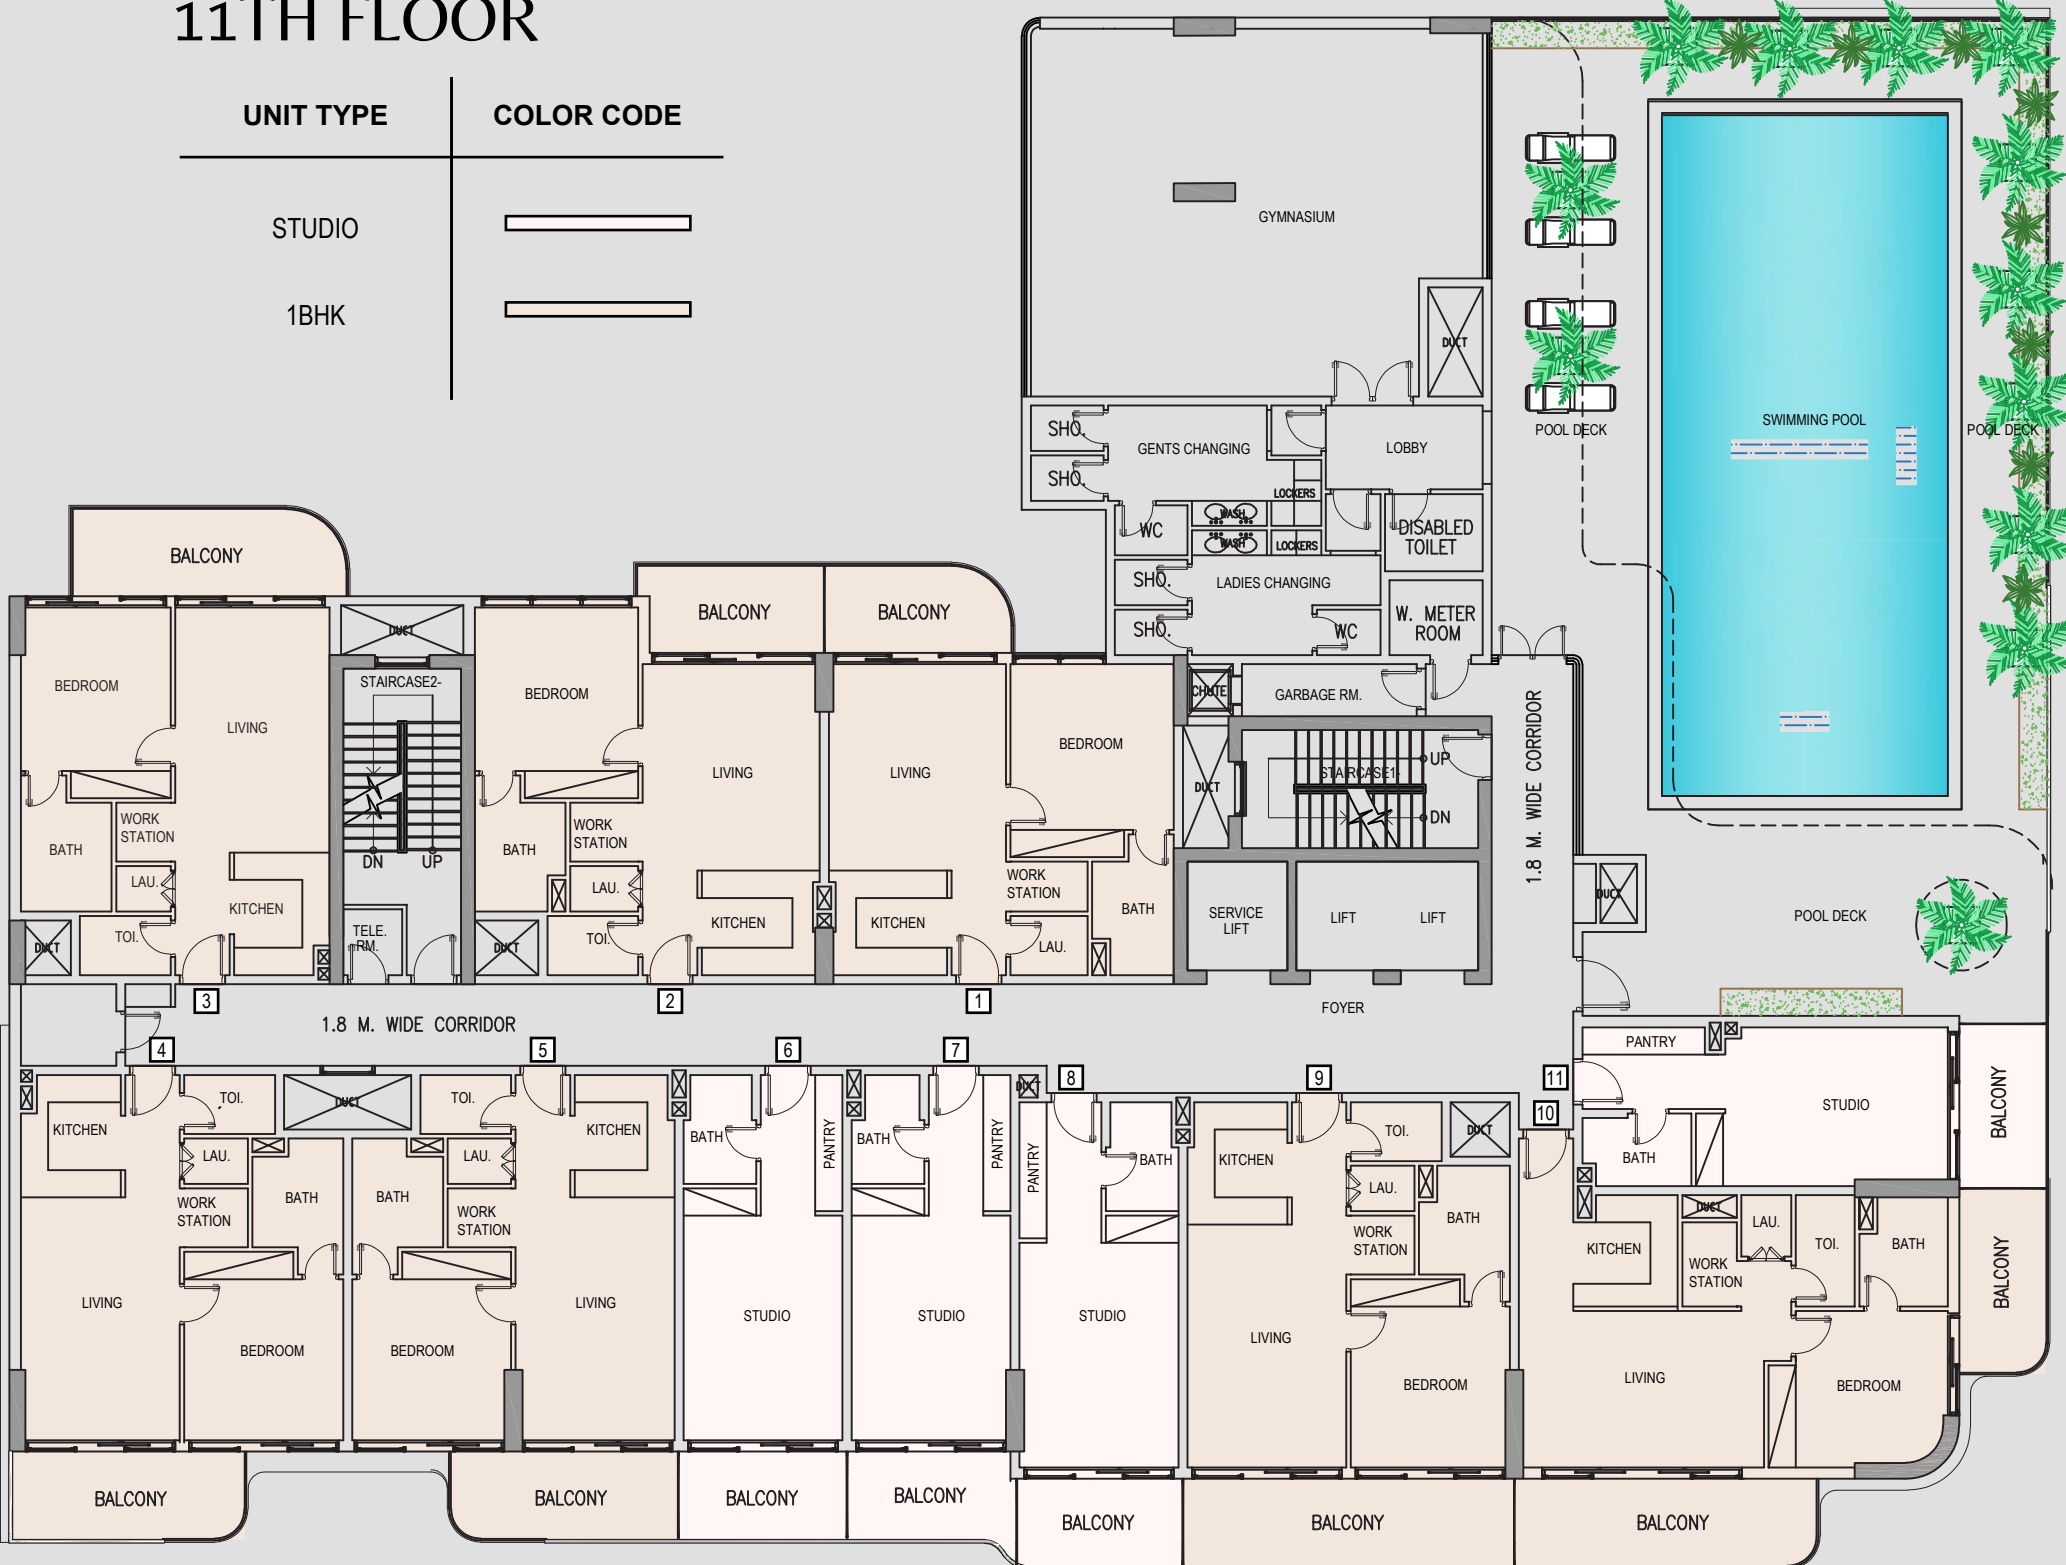 11TH FLOOR
UNIT TYPE
COLOR CODE
STUDIO
1BHK
GYMNASIUM
DUCT
POOL DECK
SWIMMING POOL
POOL DECK
SHO.
GENTS CHANGING
LOBBY
SHO.
LOCKERS
WASH
WC
DISABLED
TOILET
WASH
LOCKERS
SHO.
LADIES CHANGING
SHO.
WC
W. METER
ROOM
CHUTE
GARBAGE RM.
1.8 M. WIDE CORRIDOR
BALCONY
BALCONY
BALCONY
DUCT
STAIRCASE2-
BEDROOM
LIVING
BEDROOM
LIVING
LIVING
BEDROOM
DUCT
STAIRCASE1-
UP
DN
WORK
STATION
BATH
LAU.
KITCHEN
TOI.
DUCT
DN
UP
TELE.
RM.
WORK
STATION
BATH
LAU.
KITCHEN
TOI.
DUCT
KITCHEN
WORK
STATION
BATH
LAU.
SERVICE
LIFT
LIFT
LIFT
DUCT
POOL DECK
3
2
1
FOYER
1.8 M. WIDE CORRIDOR
4
5
6
7
8
9
11
10
PANTRY
STUDIO
BATH
BALCONY
KITCHEN
TOI.
LAU.
WORK
STATION
BATH
LIVING
BEDROOM
DUCT
TOI.
KITCHEN
LAU.
BATH
WORK
STATION
BEDROOM
LIVING
BATH
PANTRY
STUDIO
BATH
PANTRY
STUDIO
DUCT
PANTRY
BATH
STUDIO
KITCHEN
TOI.
DUCT
LAU.
WORK
STATION
BATH
LIVING
BEDROOM
KITCHEN
DUCT
LAU.
WORK
STATION
TOI.
BATH
LIVING
BEDROOM
BALCONY
BALCONY
BALCONY
BALCONY
BALCONY
BALCONY
BALCONY
BALCONY